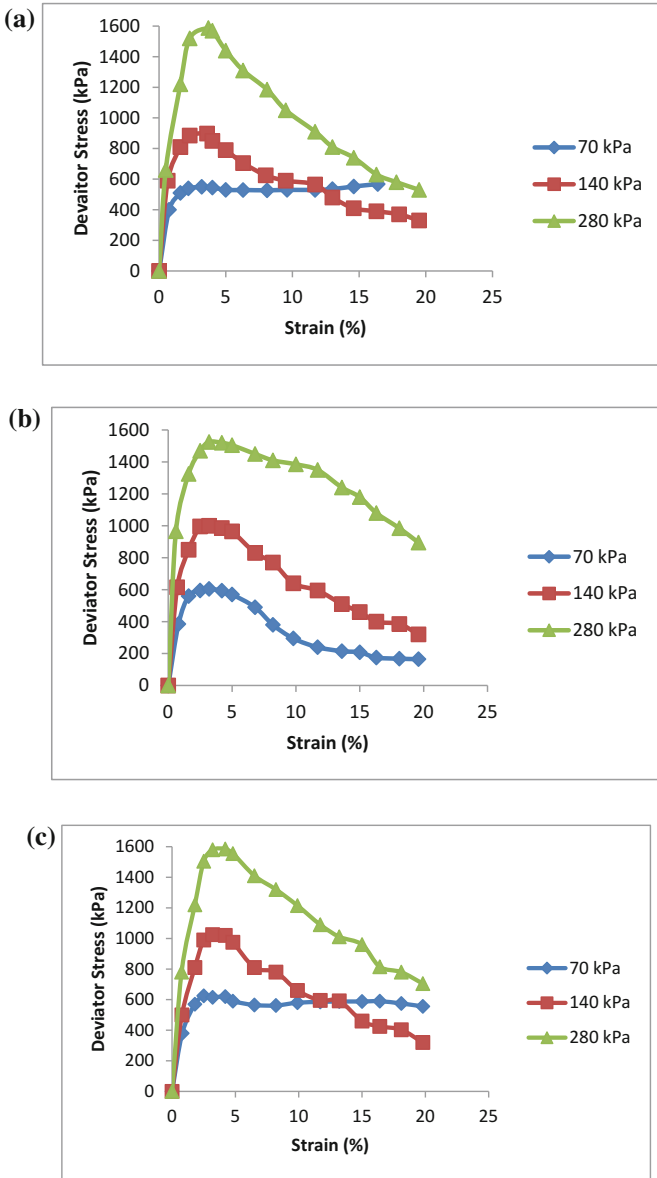 (a)
1600
1400
1200
1000
800
600
400
200
0
Devaitor Stress (kPa)
0 5 10 15 20 25
Strain (%)
70 kPa
140 kPa
280 kPa
(b)
1600
1400
1200
1000
800
600
400
200
0
Deviator Stress (kPa)
0 5 10 15 20 25
Strain (%)
70 kPa
140 kPa
280 kPa
(c)
1600
1400
1200
1000
800
600
400
200
0
Deviator Stress (kPa)
0 5 10 15 20 25
Strain (%)
70 kPa
140 kPa
280 kPa